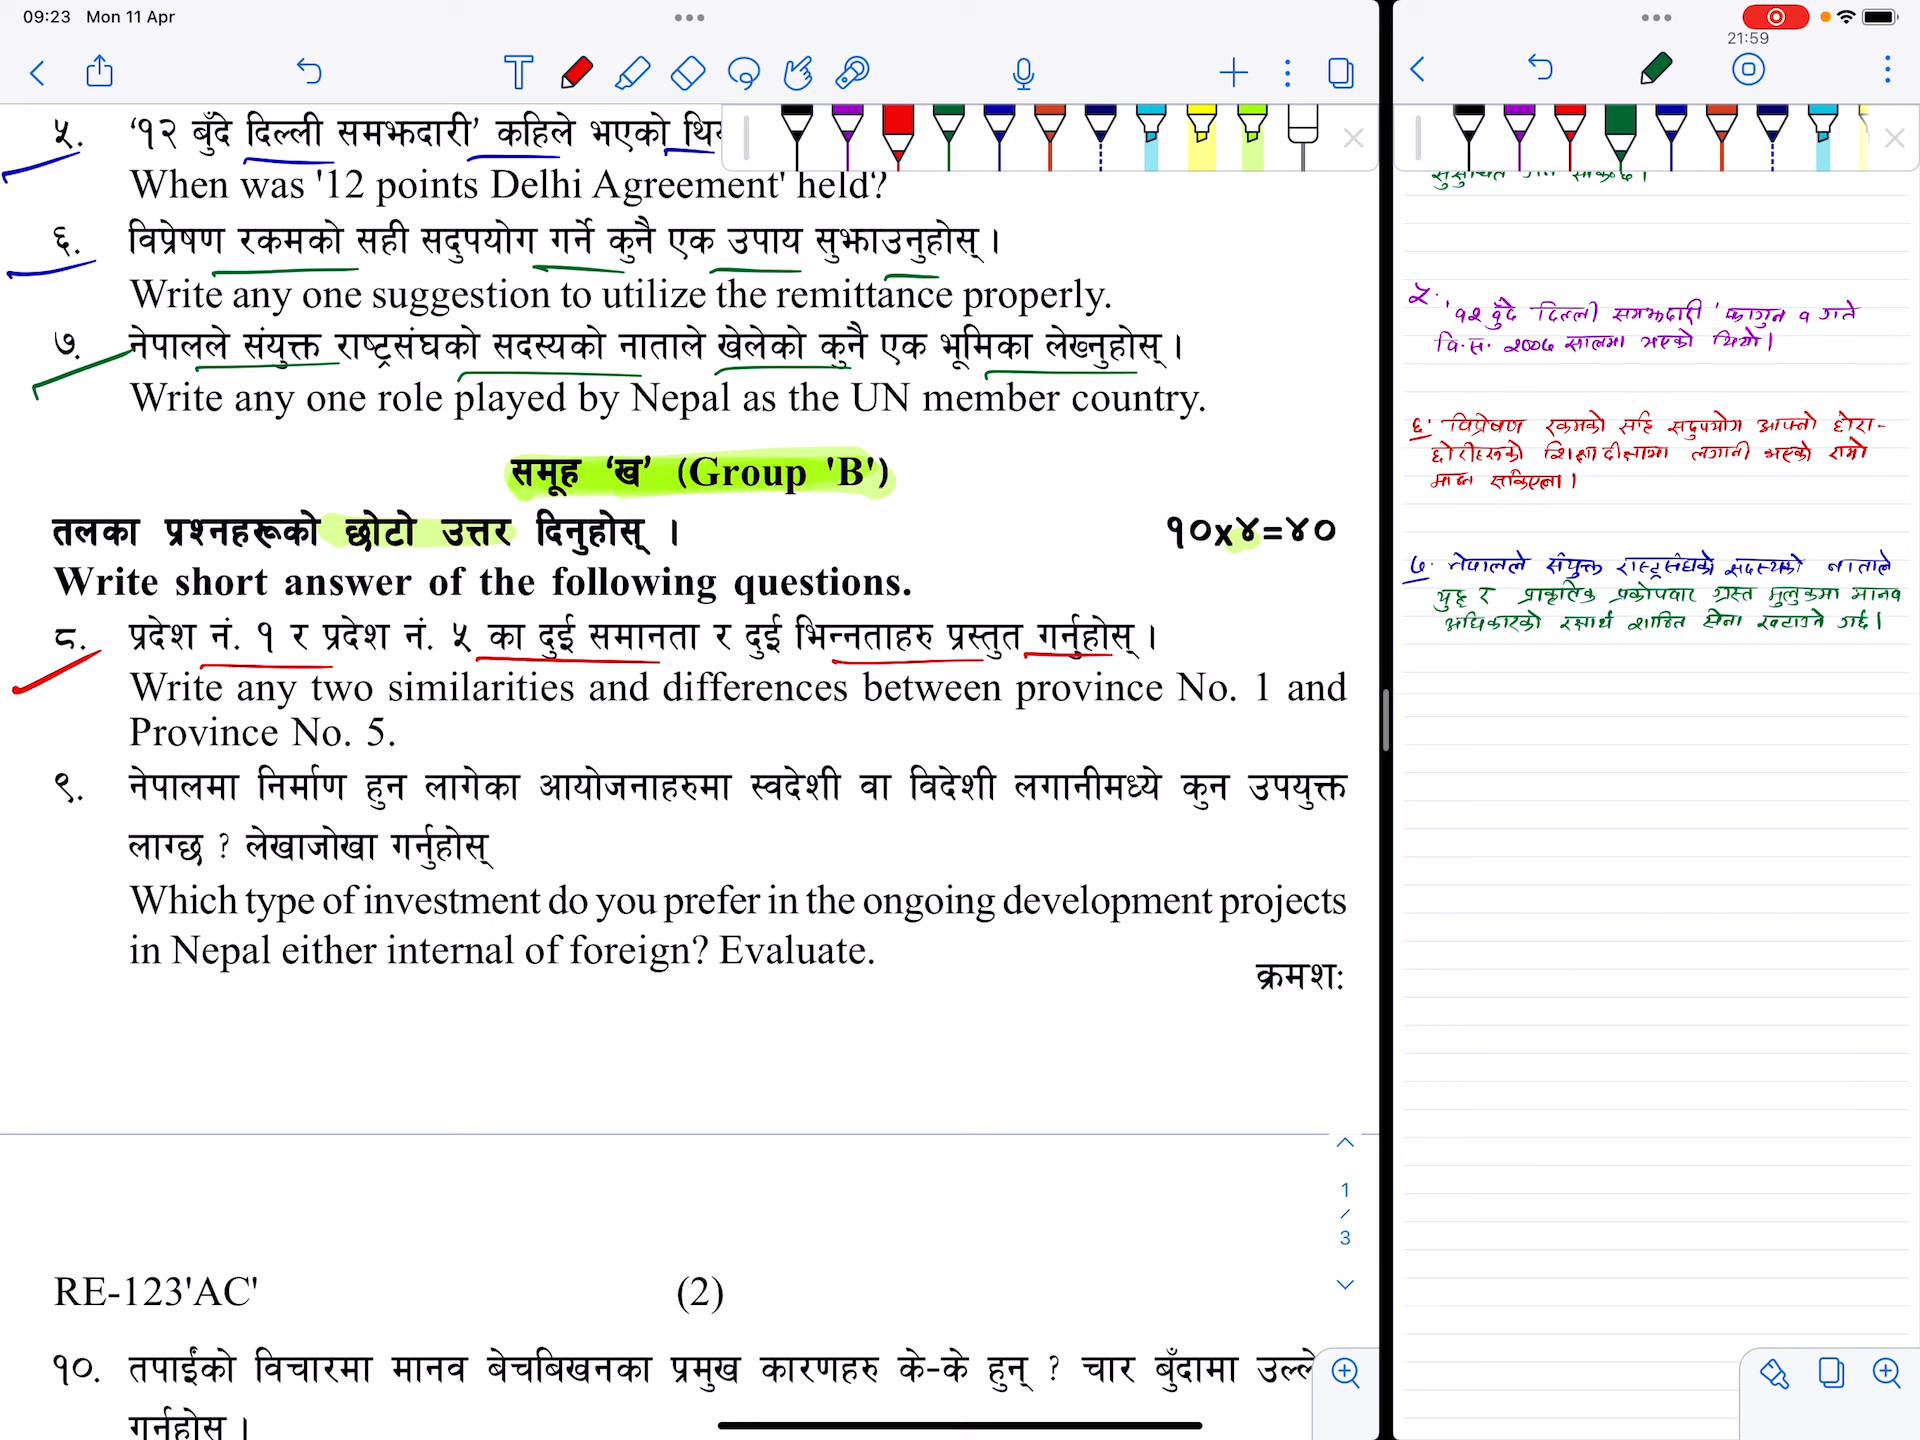 09:23 Mon 11 Apr
21:59
५. ‘१२ बुँदे दिल्ली समझदारी’ कहिले भएको
When was '12 points Delhi Agreement' held?
६. विप्रेषण रकमको सही सदुपयोग गर्ने कुनै एक उपाय सुझाउनुहोस् ।
Write any one suggestion to utilize the remittance properly.
७. नेपालले संयुक्त राष्ट्रसंघको सदस्यको नाताले खेलेको कुनै एक भूमिका लेख्नुहोस् ।
Write any one role played by Nepal as the UN member country.
समूह ‘ख’ (Group 'B')
तलका प्रश्नहरूको छोटो उत्तर दिनुहोस् । १०x४=४०
Write short answer of the following questions.
८. प्रदेश नं. १ र प्रदेश नं. ५ का दुई समानता र दुई भिन्नताहरु प्रस्तुत गर्नुहोस् ।
Write any two similarities and differences between province No. 1 and
Province No. 5.
९. नेपालमा निर्माण हुन लागेका आयोजनाहरुमा स्वदेशी वा विदेशी लगानीमध्ये कुन उपयुक्त
लाग्छ ? लेखाजोखा गर्नुहोस्
Which type of investment do you prefer in the ongoing development projects
in Nepal either internal of foreign? Evaluate.
क्रमश:
1
/
3
RE-123'AC' (2)
१०. तपाईंको विचारमा मानव बेचबिखनका प्रमुख कारणहरु के-के हुन् ? चार बुँदामा
गर्नुहोस् ।
५. '१२ बुँदे दिल्ली समझदारी' फागुन १ गते
वि.सं. २००७ सालमा भएको थियो ।
६. विप्रेषण रकमको सहि सदुपयोग आफ्नो छोरा-
छोरीहरुको शिक्षा दीक्षामा लगानी भएको राम्रो
मान्न सकिएला ।
७. नेपालले संयुक्त राष्ट्रसंघको सदस्यको नाताले
युद्ध र प्राकृतिक प्रकोपबाट ग्रस्त मुलुकमा मानव
अधिकारको रक्षार्थ शान्ति सेना खटाउने गर्छ ।